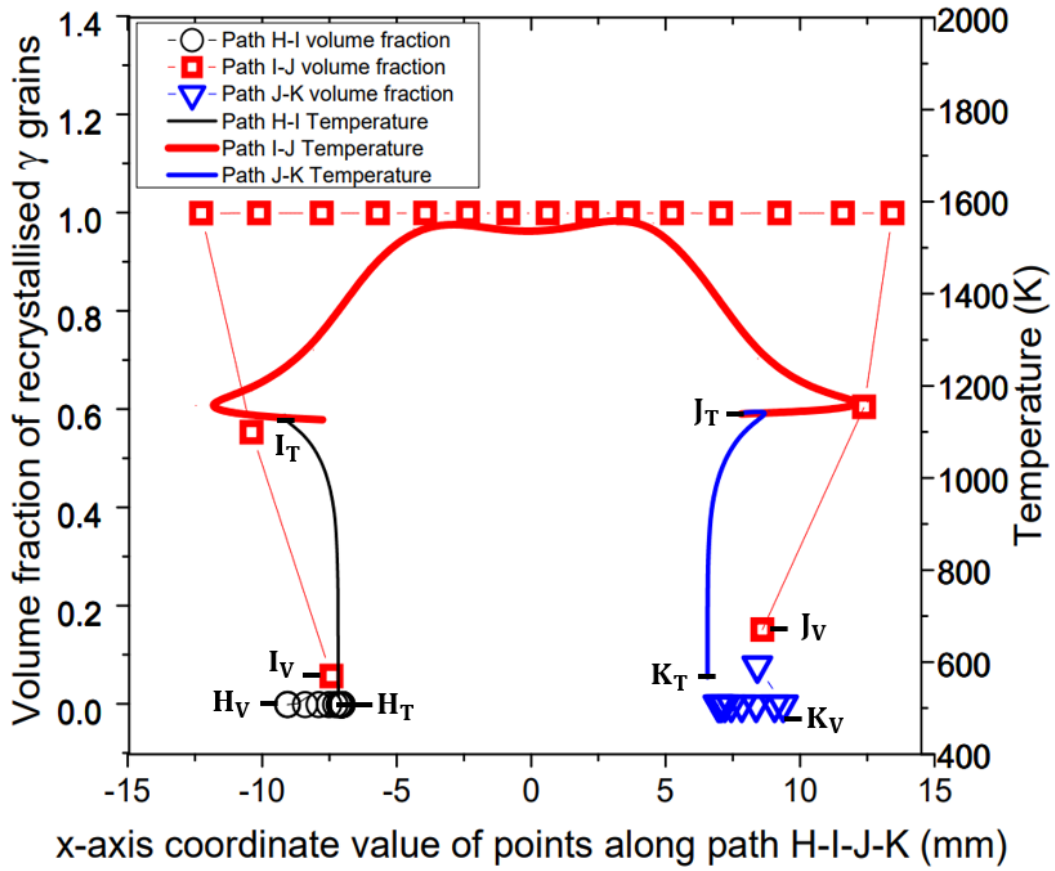 Volume fraction of recrystallised γ grains
1.4
1.2
1.0
0.8
0.6
0.4
0.2
0.0
Path H-I volume fraction
Path I-J volume fraction
Path J-K volume fraction
Path H-I Temperature
Path I-J Temperature
Path J-K Temperature
I_T
J_T
I_V
J_V
H_V
H_T
K_T
K_V
2000
1800
1600
1400
1200
1000
800
600
400
Temperature (K)
-15 -10 -5 0 5 10 15
x-axis coordinate value of points along path H-I-J-K (mm)